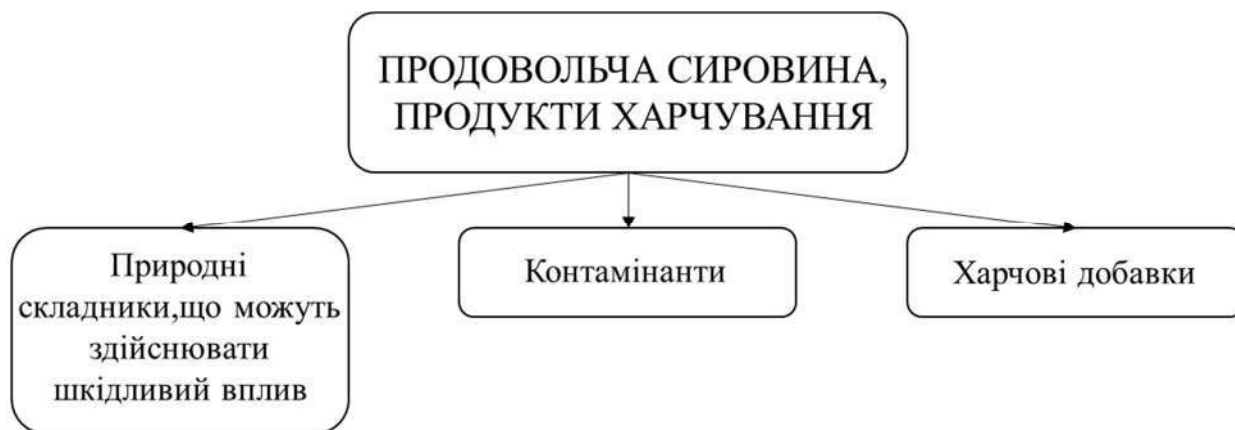 ПРОДОВОЛЬЧА СИРОВИНА,
ПРОДУКТИ ХАРЧУВАННЯ
Природні
складники,що можуть
здійснювати
шкідливий вплив
Контамінанти
Харчові добавки